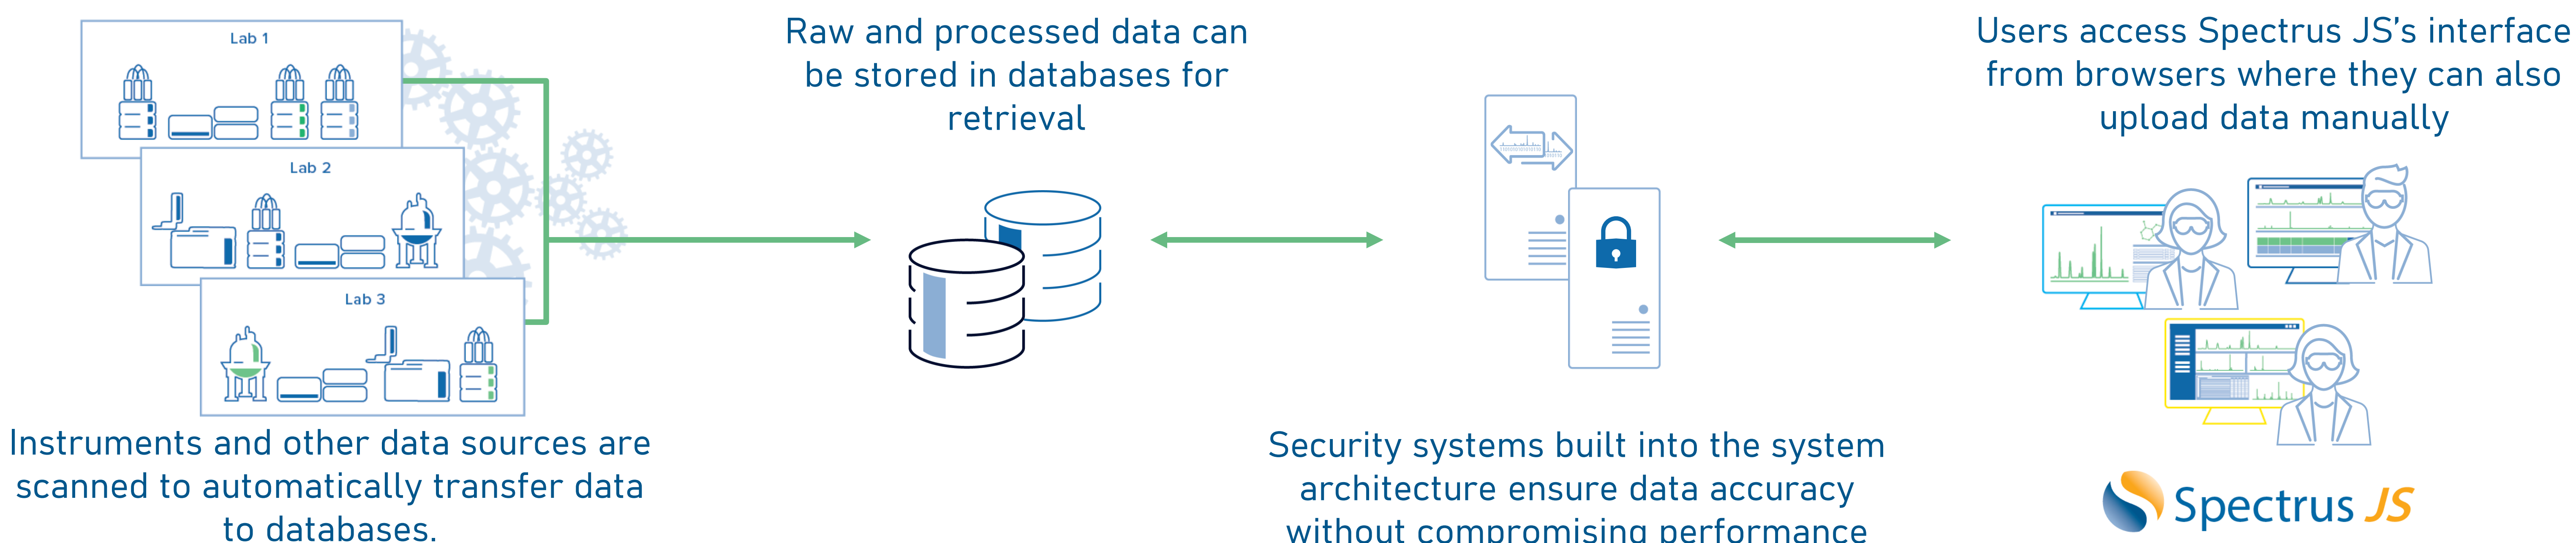 Lab 1
Lab 2
Lab 3
Instruments and other data sources are
scanned to automatically transfer data
to databases.
Raw and processed data can
be stored in databases for
retrieval
Security systems built into the system
architecture ensure data accuracy
without compromising performance
Users access Spectrus JS's interface
from browsers where they can also
upload data manually
Spectrus JS